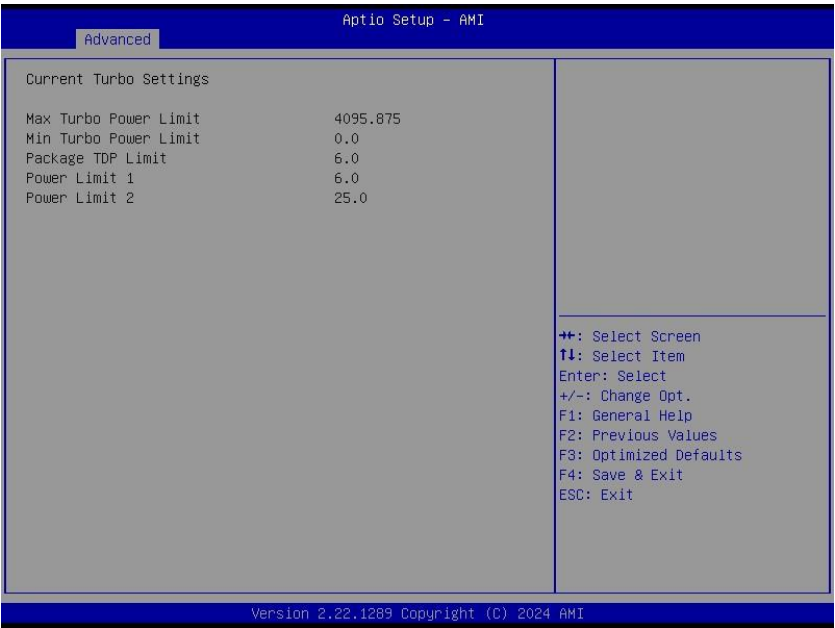 Aptio Setup - AMI
Advanced
Current Turbo Settings
Max Turbo Power Limit 4095.875
Min Turbo Power Limit 0.0
Package TDP Limit 6.0
Power Limit 1 6.0
Power Limit 2 25.0
→←: Select Screen
↑↓: Select Item
Enter: Select
+/-: Change Opt.
F1: General Help
F2: Previous Values
F3: Optimized Defaults
F4: Save & Exit
ESC: Exit
Version 2.22.1289 Copyright (C) 2024 AMI